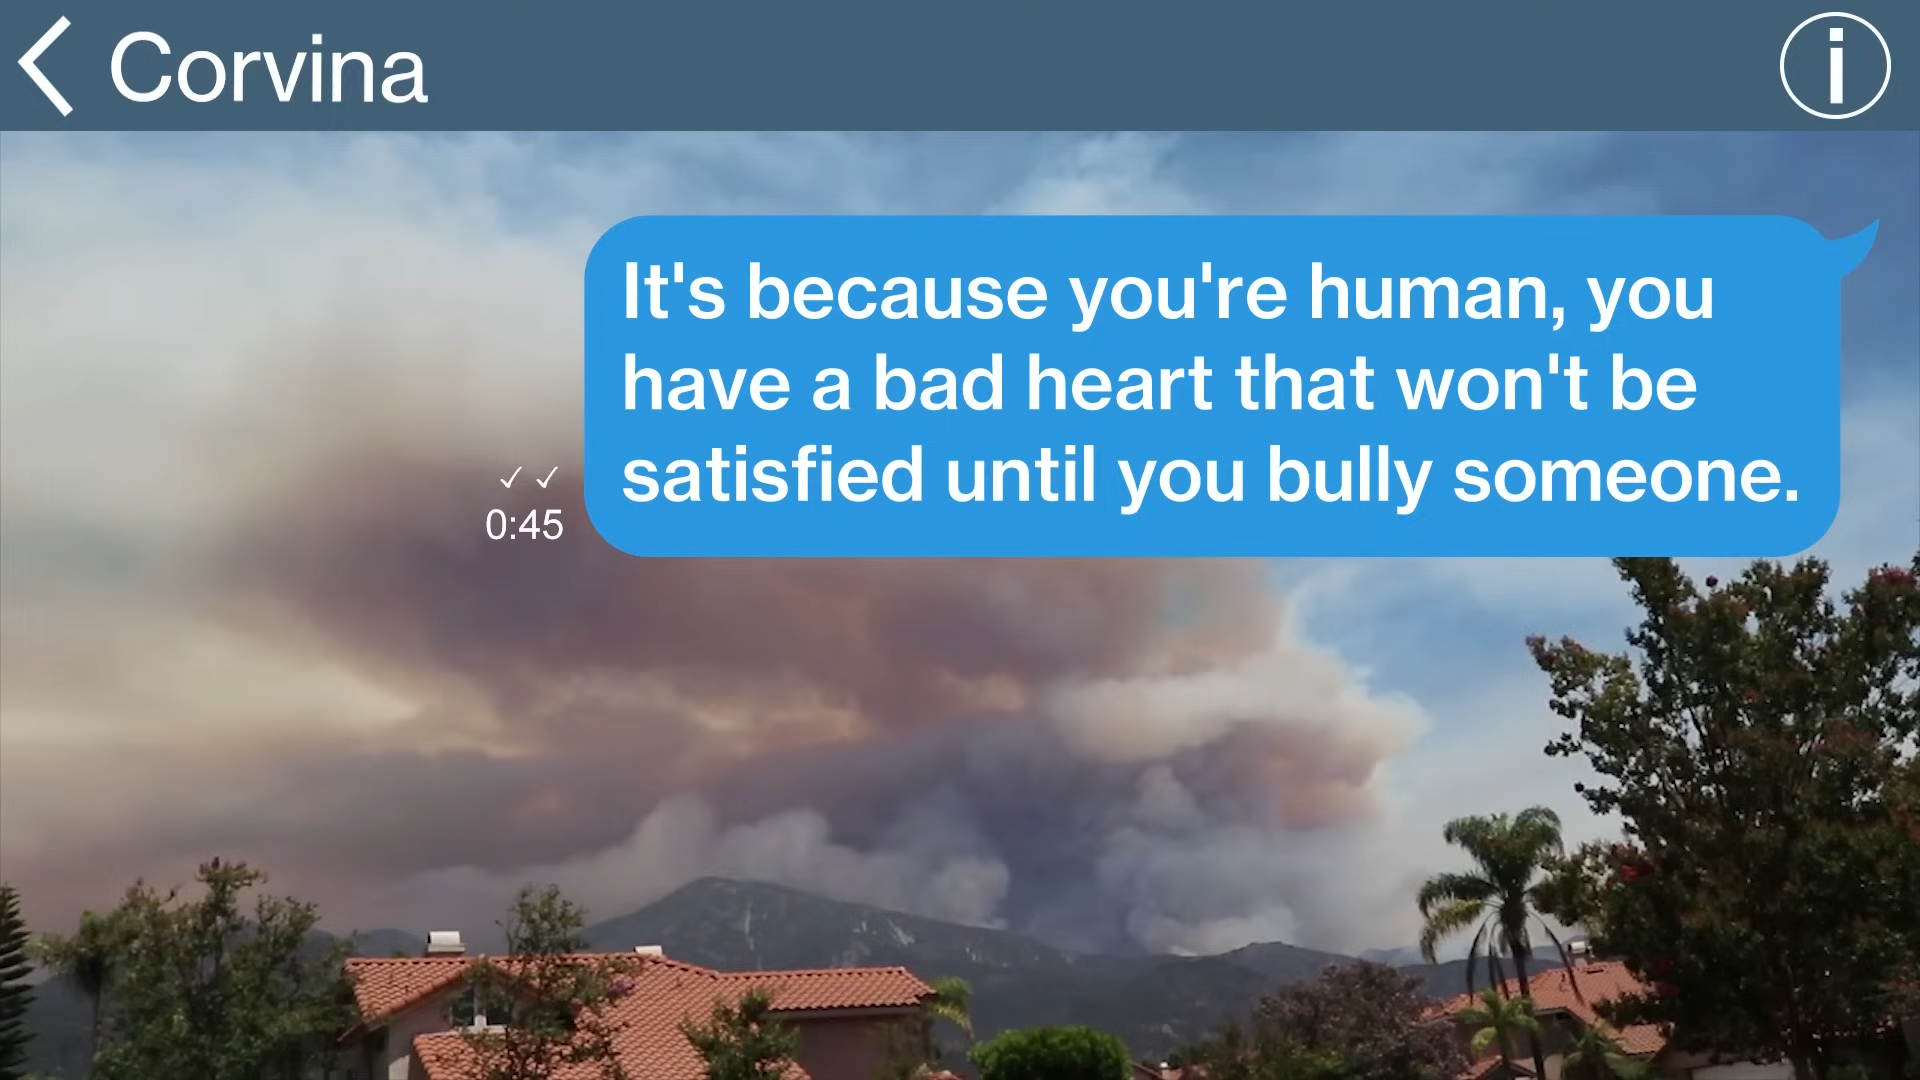 Corvina
It's because you're human, you
have a bad heart that won't be
satisfied until you bully someone.
✓ ✓
0:45